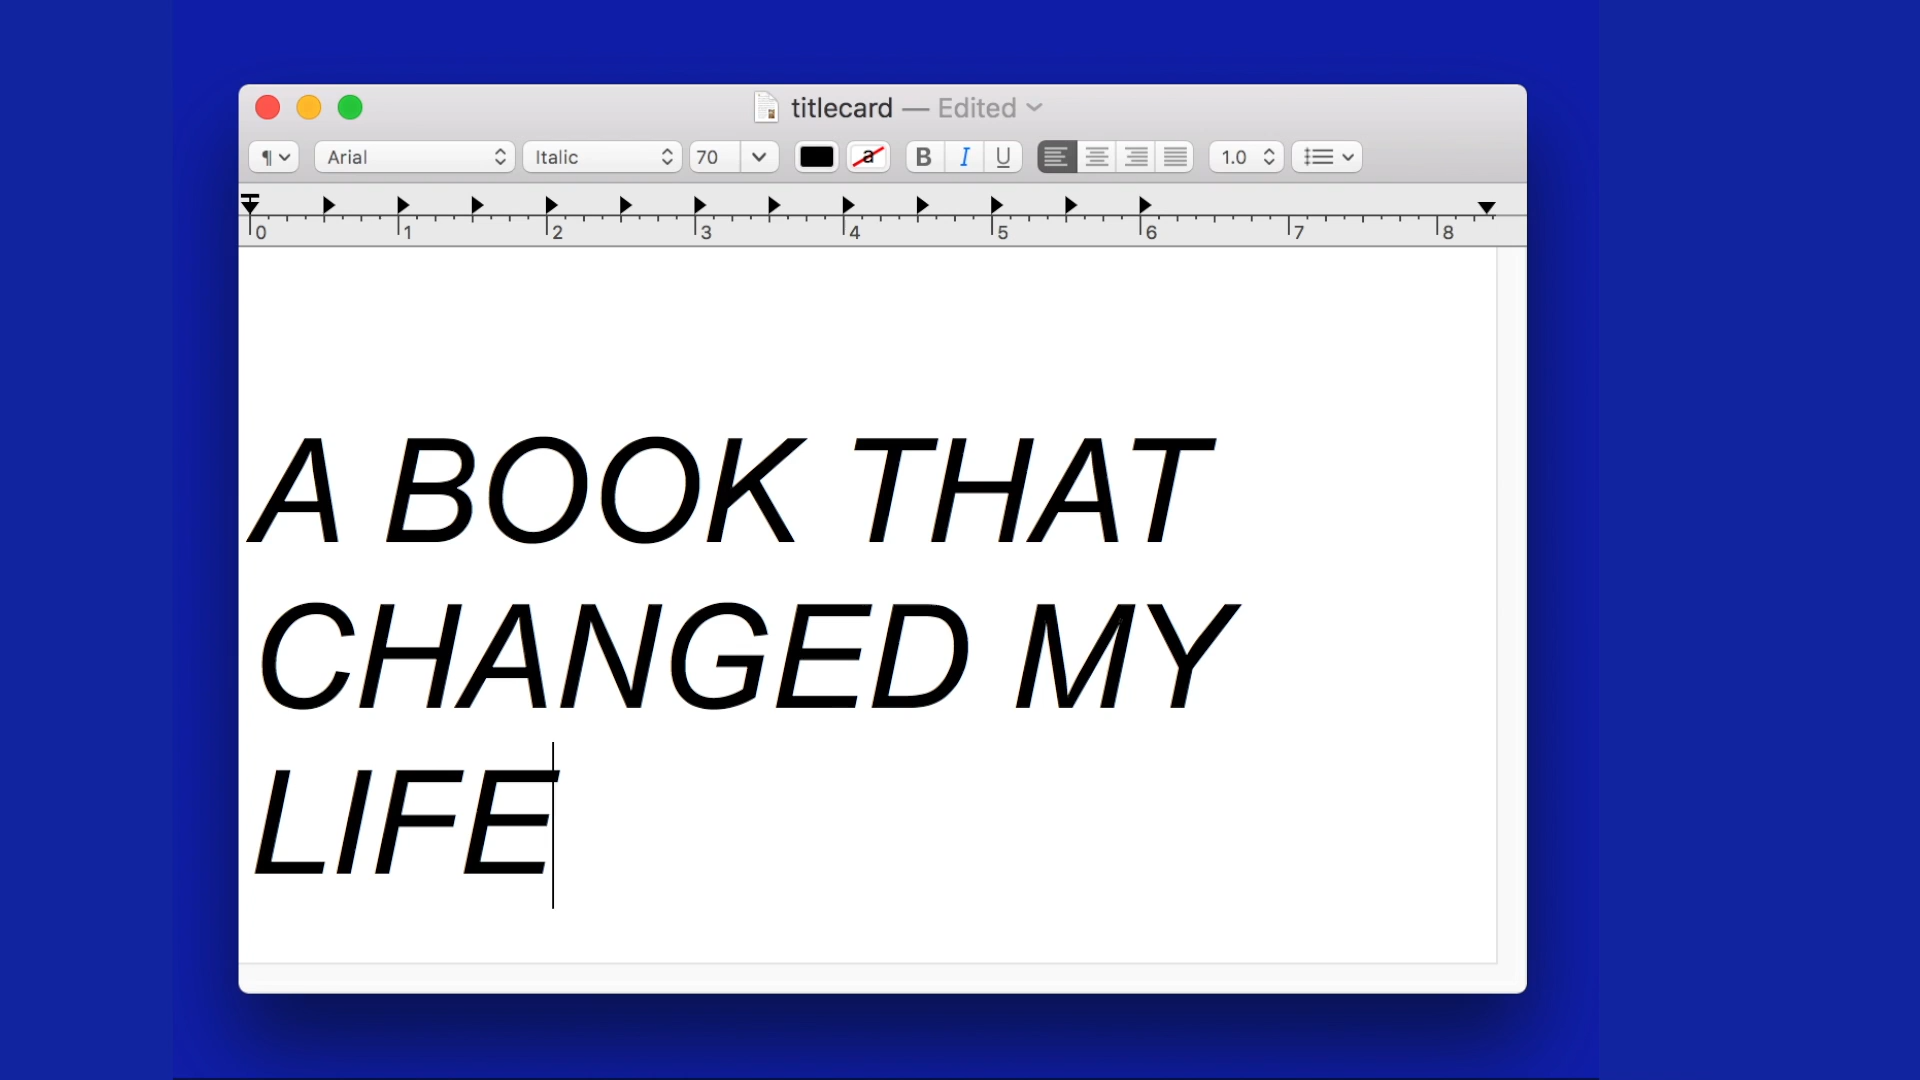 titlecard — Edited
¶ Arial Italic 70 a B I U 1.0
0 1 2 3 4 5 6 7 8
A BOOK THAT
CHANGED MY
LIFE